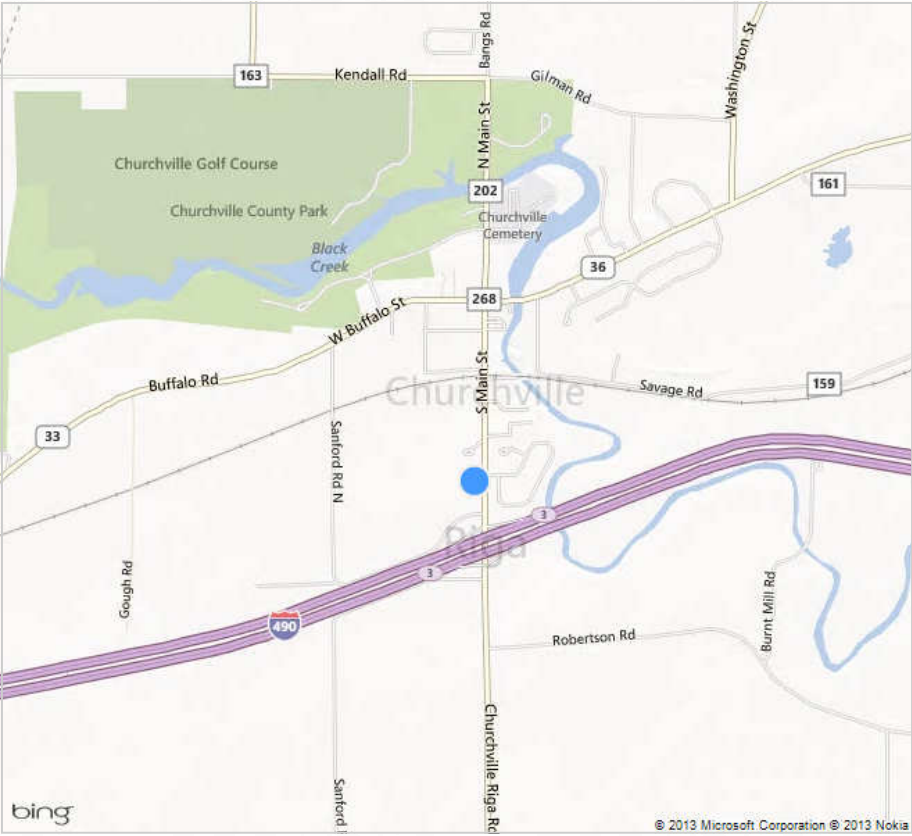 Bangs Rd
Washington St
163
Kendall Rd
Gilman Rd
N Main St
Churchville Golf Course
202
161
Churchville County Park
Churchville
Cemetery
Black
Creek
36
268
W Buffalo St
S Main St
Buffalo Rd
Churchville
Savage Rd
159
33
Sanford Rd N
3
Riga
3
Gough Rd
490
Burnt Mill Rd
Robertson Rd
Churchville Riga Rd
Sanford
bing
© 2013 Microsoft Corporation © 2013 Nokia